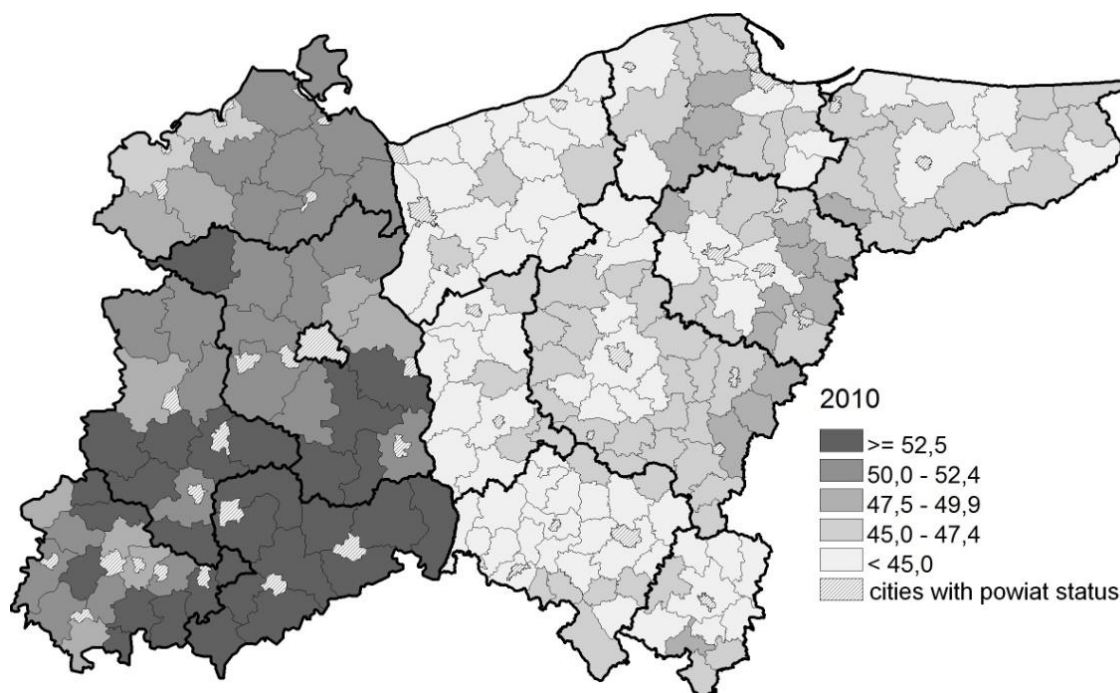 2010
>= 52,5
50,0 - 52,4
47,5 - 49,9
45,0 - 47,4
< 45,0
cities with powiat status